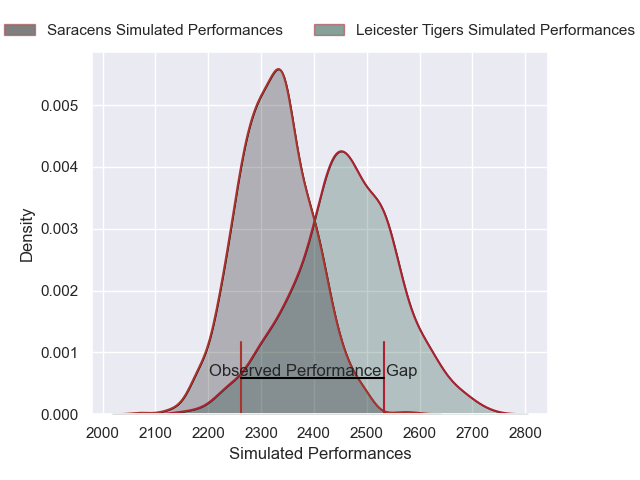 Saracens Simulated Performances
Leicester Tigers Simulated Performances
Density
0.005
0.004
0.003
0.002
0.001
0.000
Observed Performance Gap
2000 2100 2200 2300 2400 2500 2600 2700 2800
Simulated Performances